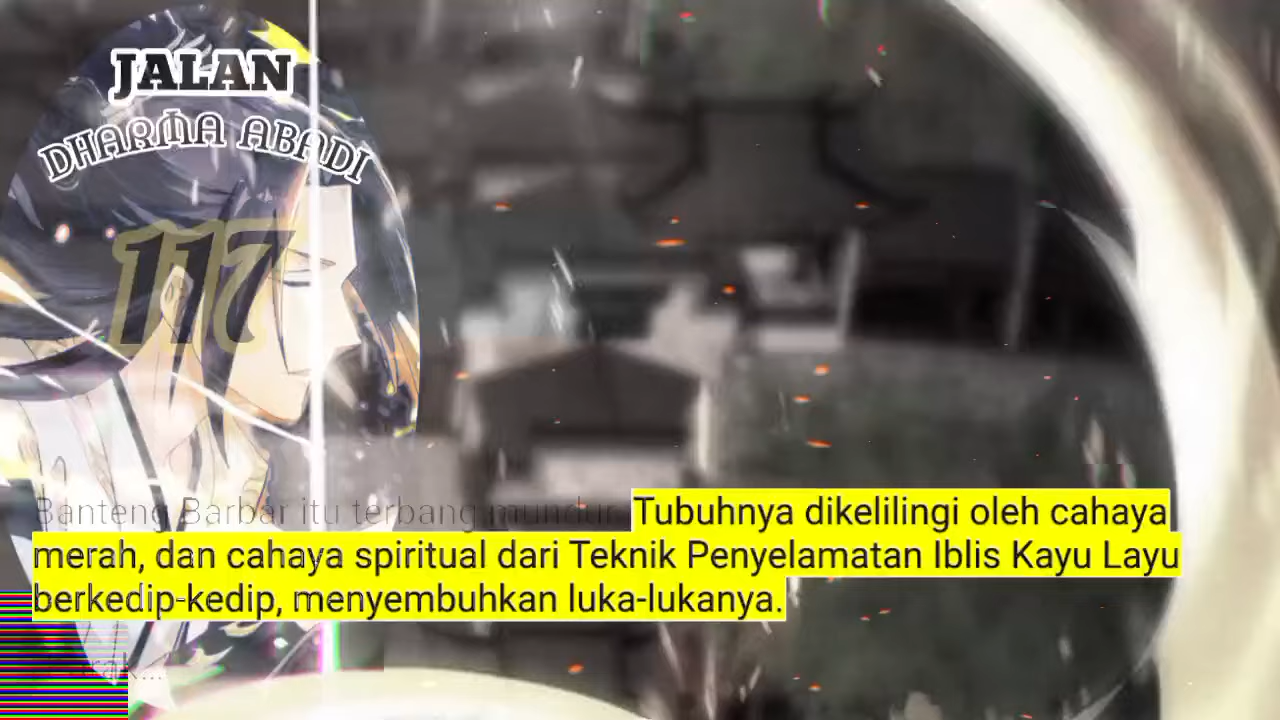 JALAN
DHARMA ABADI
117
Banteng Barbar itu terbang mundur. Tubuhnya dikelilingi oleh cahaya
merah, dan cahaya spiritual dari Teknik Penyelamatan Iblis Kayu Layu
berkedip-kedip, menyembuhkan luka-lukanya.